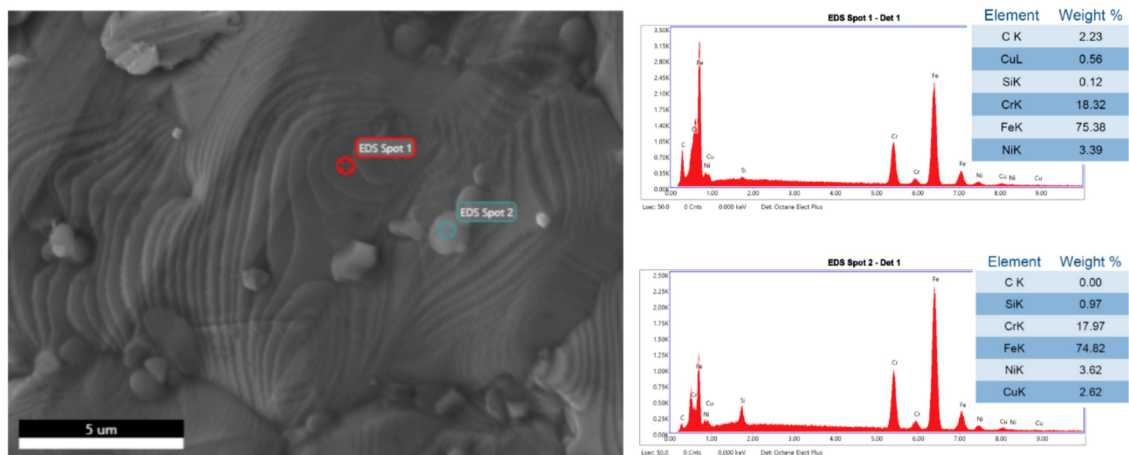 EDS Spot 1
EDS Spot 2
5 um
EDS Spot 1 - Det 1
3.50K
3.15K
2.80K
2.45K
2.10K
1.75K
1.40K
1.05K
0.70K
0.35K
0.00K
C
Cr
Fe
Ni
Cu
Si
Cr
Cr
Fe
Fe
Ni
Cu
Ni
Cu
0.00 1.00 2.00 3.00 4.00 5.00 6.00 7.00 8.00 9.00
Lsec: 50.0 0 Cnts 0.000 keV Det: Octane Elect Plus
Element Weight %
C K 2.23
CuL 0.56
SiK 0.12
CrK 18.32
FeK 75.38
NiK 3.39
EDS Spot 2 - Det 1
2.50K
2.25K
2.00K
1.75K
1.50K
1.25K
1.00K
0.75K
0.50K
0.25K
0.00K
C
Cr
Fe
Ni
Cu
Si
Cr
Cr
Fe
Fe
Ni
Cu
Ni
Cu
0.00 1.00 2.00 3.00 4.00 5.00 6.00 7.00 8.00 9.00
Lsec: 50.0 0 Cnts 0.000 keV Det: Octane Elect Plus
Element Weight %
C K 0.00
SiK 0.97
CrK 17.97
FeK 74.82
NiK 3.62
CuK 2.62